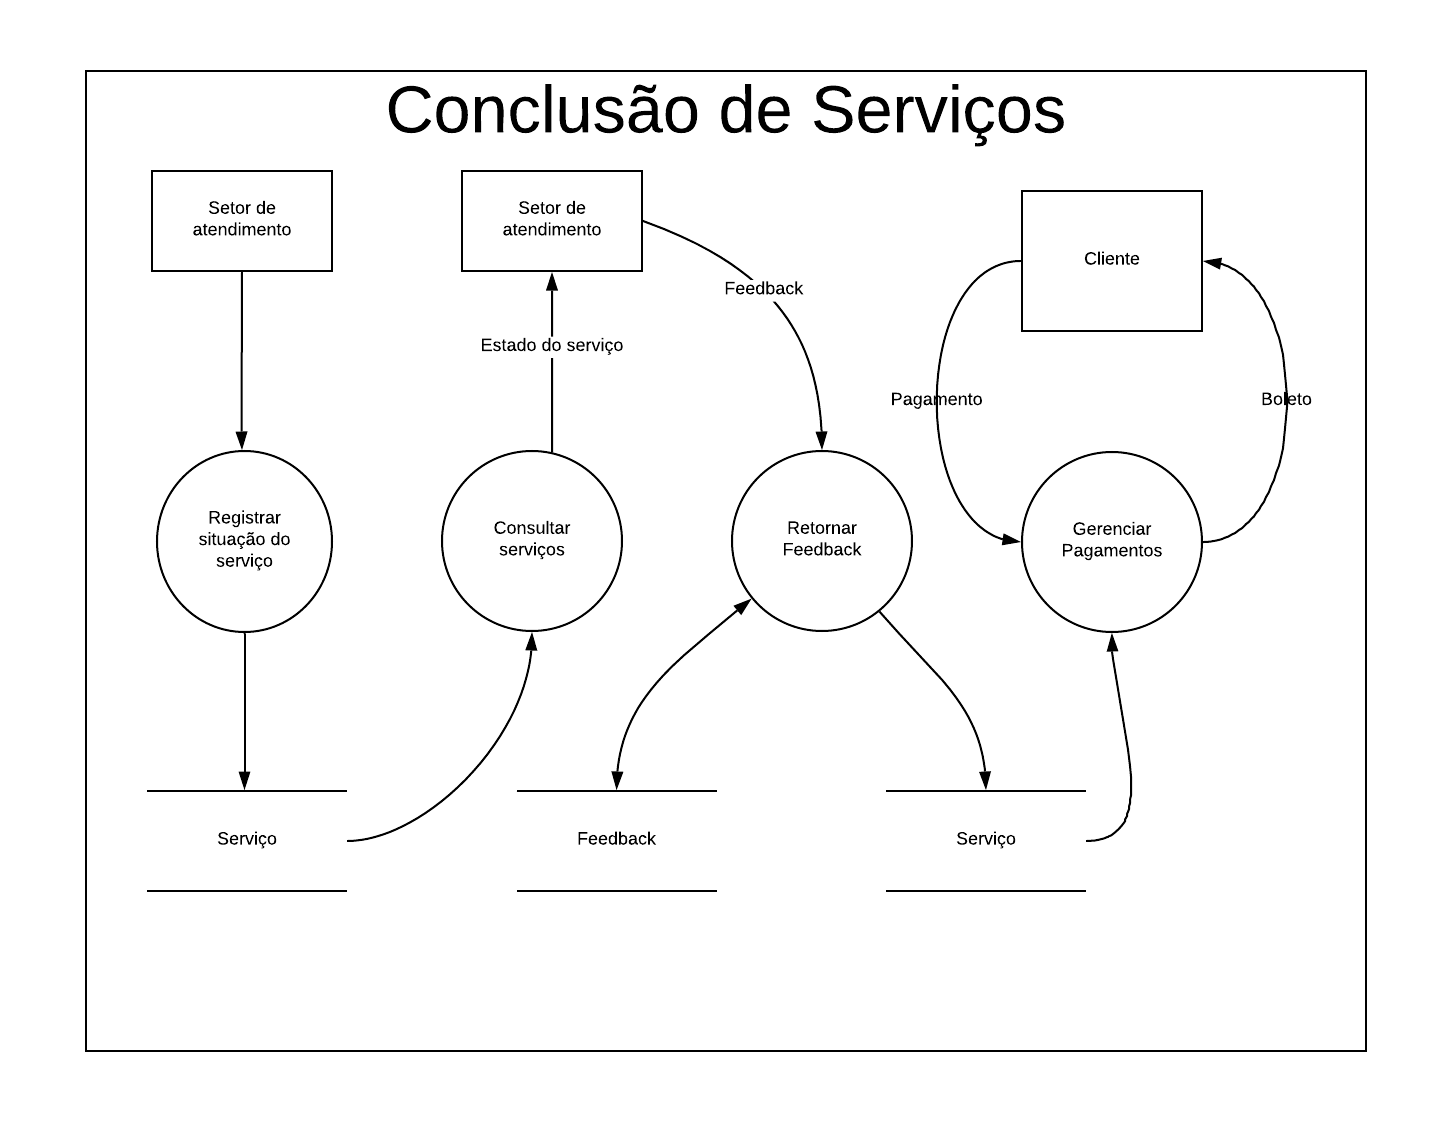 Conclusão de Serviços
Setor de
atendimento
Setor de
atendimento
Cliente
Feedback
Estado do serviço
Pagamento
Boleto
Registrar
situação do
serviço
Consultar
serviços
Retornar
Feedback
Gerenciar
Pagamentos
Serviço
Feedback
Serviço